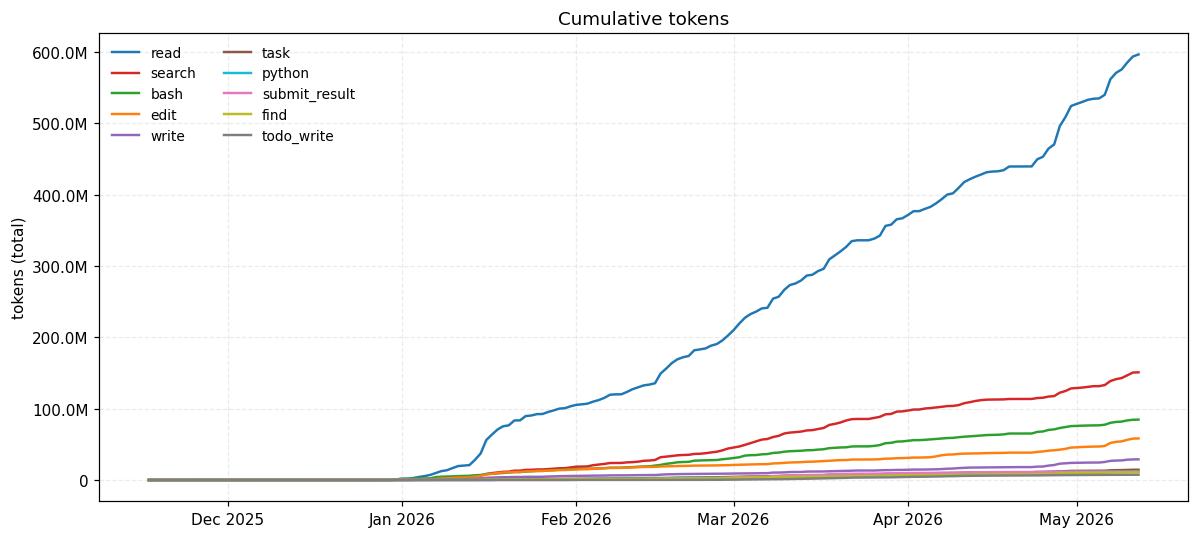 Cumulative tokens
600.0M
500.0M
400.0M
300.0M
200.0M
100.0M
0
tokens (total)
read
search
bash
edit
write
task
python
submit_result
find
todo_write
Dec 2025
Jan 2026
Feb 2026
Mar 2026
Apr 2026
May 2026